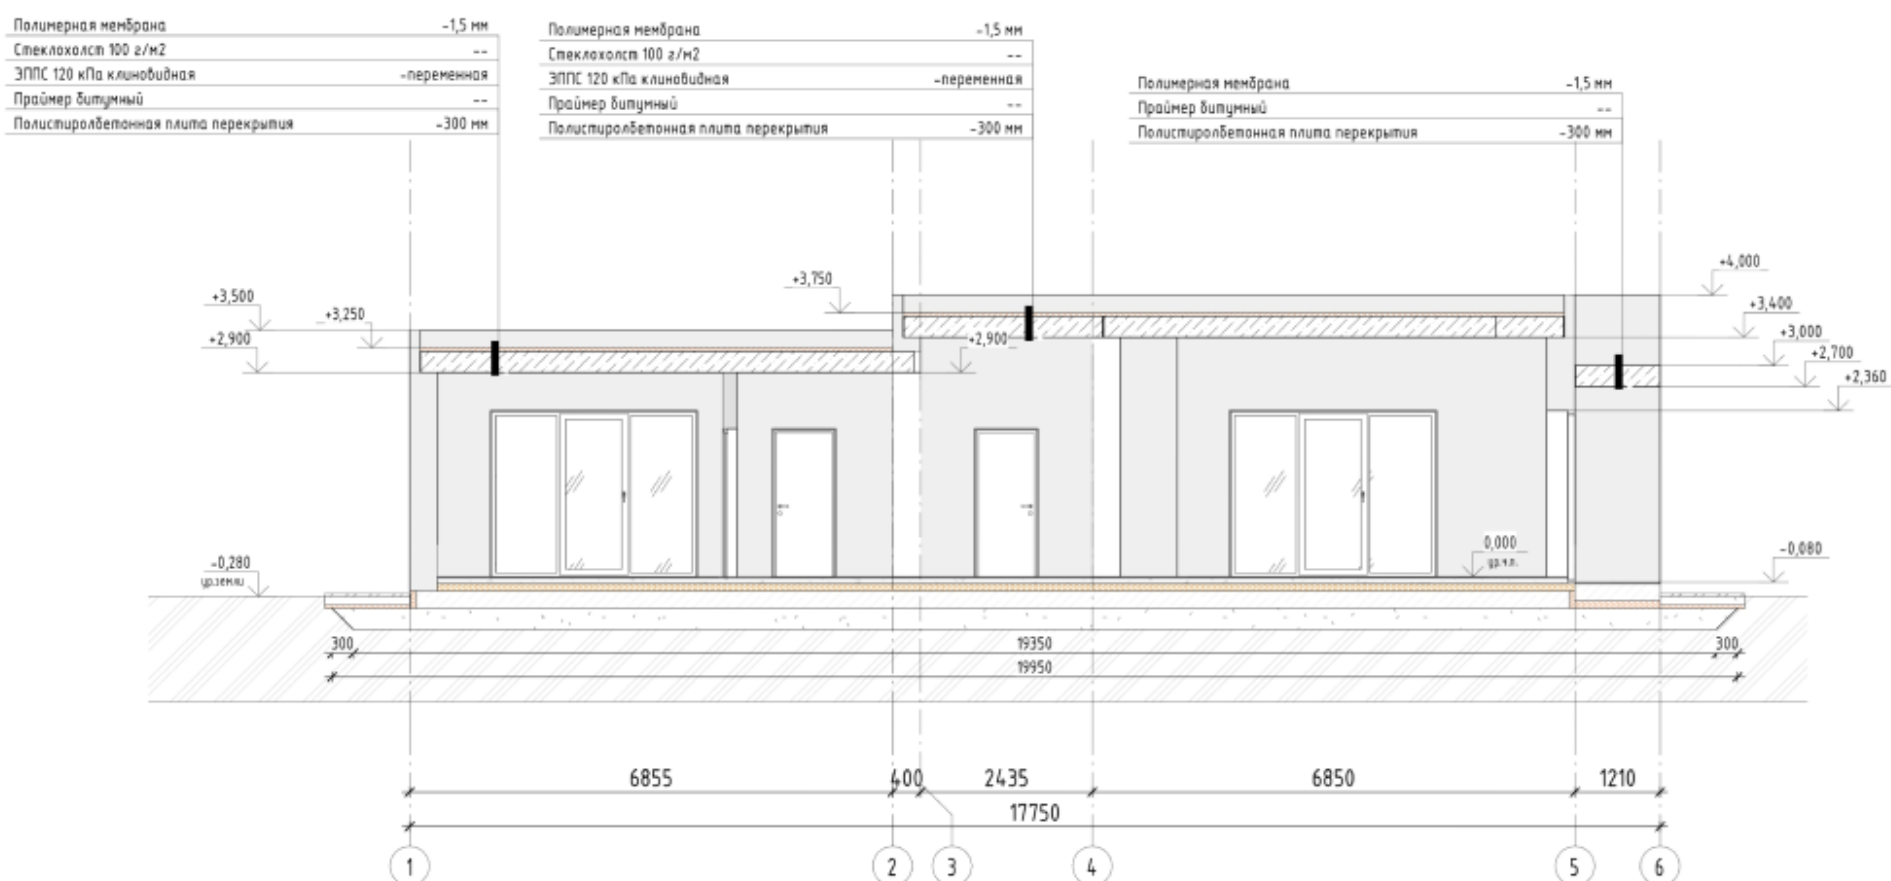 Полимерная мембрана -1,5 мм
Стеклохолст 100 г/м2 --
ЭППС 120 кПа клиновидная -переменная
Праймер битумный --
Полистиролбетонная плита перекрытия -300 мм
Полимерная мембрана -1,5 мм
Стеклохолст 100 г/м2 --
ЭППС 120 кПа клиновидная -переменная
Праймер битумный --
Полистиролбетонная плита перекрытия -300 мм
Полимерная мембрана -1,5 мм
Праймер битумный --
Полистиролбетонная плита перекрытия -300 мм
+3,500
+3,250
+2,900
+3,750
+2,900
+4,000
+3,400
+3,000
+2,700
+2,360
0,000
ур.ч.п.
-0,280
ур.земли
-0,080
300 19350 300
19950
6855 400 2435 6850 1210
17750
1 2 3 4 5 6